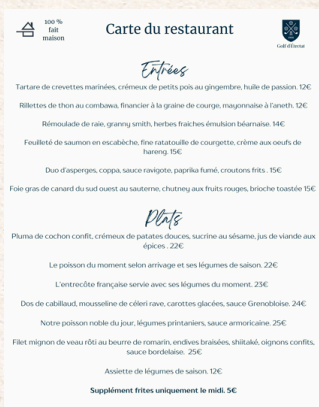 100 %
fait
maison
Carte du restaurant
Golf d'Etretat
Entrées
Tartare de crevettes marinées, crémeux de petits pois au gingembre, huile de passion. 12€
Rillettes de thon au combawa, financier à la graine de courge, mayonnaise à l'aneth. 12€
Rémoulade de raie, granny smith, herbes fraiches émulsion béarnaise. 14€
Feuilleté de saumon en escabèche, fine ratatouille de courgette, crème aux oeufs de
hareng. 15€
Duo d'asperges, coppa, sauce ravigote, paprika fumé, croutons frits . 15€
Foie gras de canard du sud ouest au sauterne, chutney aux fruits rouges, brioche toastée 15€
Plats
Pluma de cochon confit, crémeux de patates douces, sucrine au sésame, jus de viande aux
épices . 22€
Le poisson du moment selon arrivage et ses légumes de saison. 22€
L'entrecôte française servie avec ses légumes du moment. 23€
Dos de cabillaud, mousseline de céleri rave, carottes glacées, sauce Grenobloise. 24€
Notre poisson noble du jour, légumes printaniers, sauce armoricaine. 25€
Filet mignon de veau rôti au beurre de romarin, endives braisées, shiitaké, oignons confits,
sauce bordelaise. 25€
Assiette de légumes de saison. 12€
Supplément frites uniquement le midi. 5€